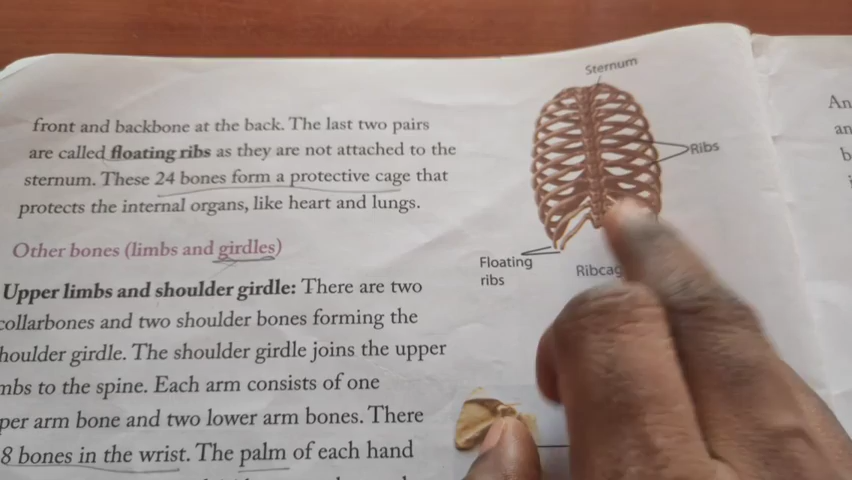 front and backbone at the back. The last two pairs
are called floating ribs as they are not attached to the
sternum. These 24 bones form a protective cage that
protects the internal organs, like heart and lungs.
Other bones (limbs and girdles)
Upper limbs and shoulder girdle: There are two
collarbones and two shoulder bones forming the
houlder girdle. The shoulder girdle joins the upper
mbs to the spine. Each arm consists of one
per arm bone and two lower arm bones. There
8 bones in the wrist. The palm of each hand
Sternum
Ribs
Floating
ribs
Ribcag
An
an
b